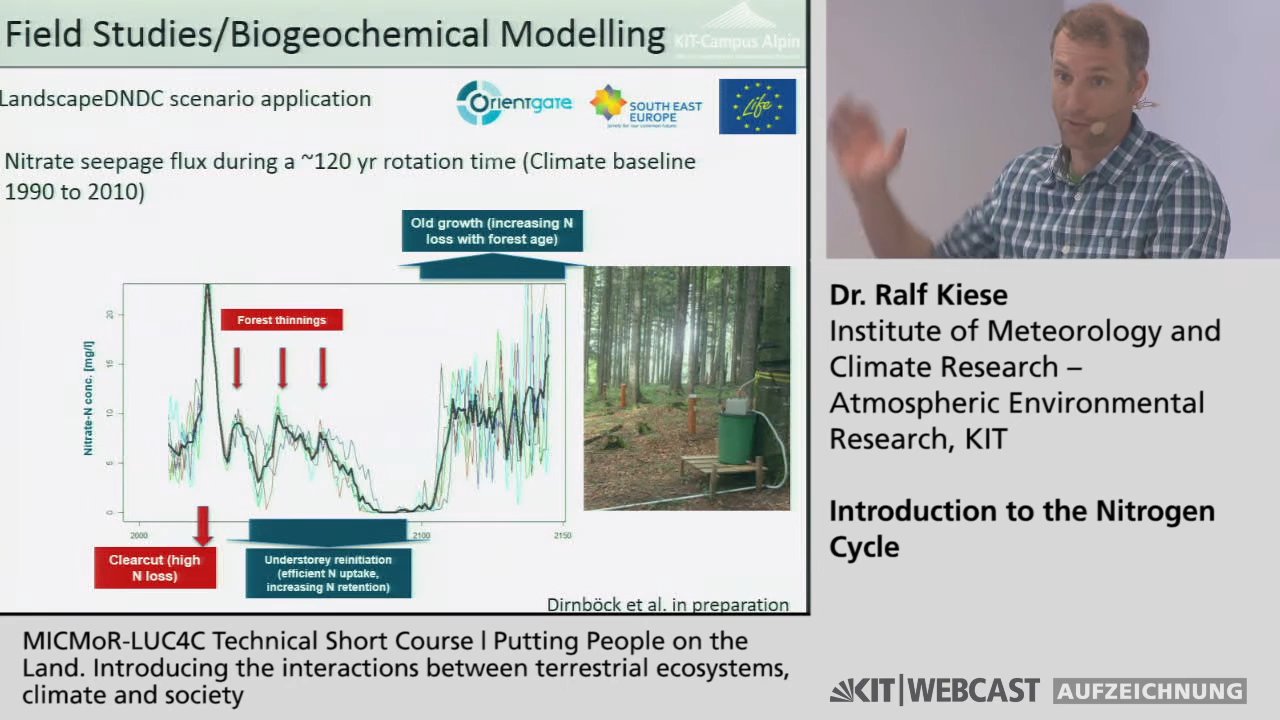 Field Studies/Biogeochemical Modelling
KIT-Campus Alpin
LandscapeDNDC scenario application
Orientgate
SOUTH EAST
EUROPE
Life
Nitrate seepage flux during a ~120 yr rotation time (Climate baseline
1990 to 2010)
Old growth (increasing N
loss with forest age)
Forest thinnings
Nitrate-N conc. [mg/l]
20
15
10
5
0
2000
2100
2150
Clearcut (high
N loss)
Understorey reinitiation
(efficient N uptake,
increasing N retention)
Dirnböck et al. in preparation
Dr. Ralf Kiese
Institute of Meteorology and
Climate Research –
Atmospheric Environmental
Research, KIT
Introduction to the Nitrogen
Cycle
MICMoR-LUC4C Technical Short Course | Putting People on the
Land. Introducing the interactions between terrestrial ecosystems,
climate and society
KIT|WEBCAST AUFZEICHNUNG